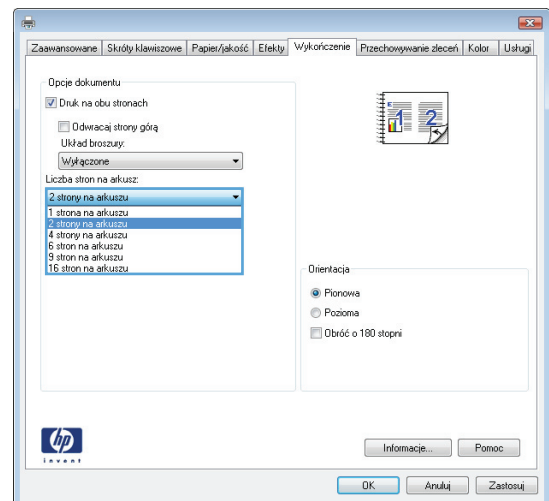 Zaawansowane Skróty klawiszowe Papier/jakość Efekty Wykończenie Przechowywanie zleceń Kolor Usługi
Opcje dokumentu
Druk na obu stronach
Odwracaj strony górą
Układ broszury:
Wyłączone
Liczba stron na arkusz:
2 strony na arkuszu
1 strona na arkuszu
2 strony na arkuszu
4 strony na arkuszu
6 stron na arkuszu
9 stron na arkuszu
16 stron na arkuszu
1 2
Orientacja
Pionowa
Pozioma
Obróć o 180 stopni
hp
invent
Informacje... Pomoc
OK Anuluj Zastosuj